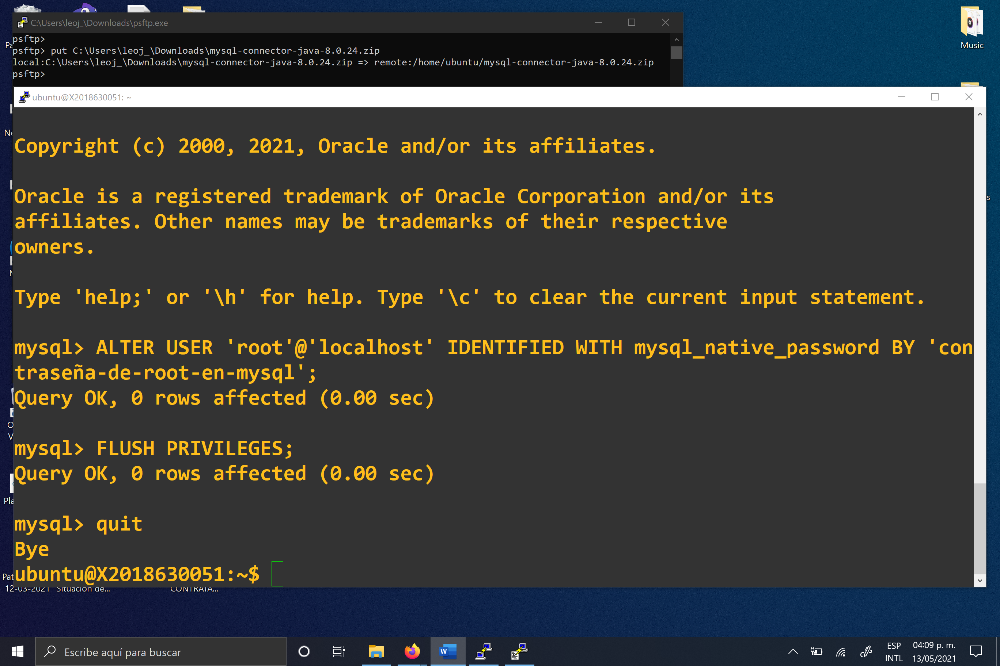 C:\Users\leoj_\Downloads\psftp.exe
psftp>
psftp> put C:\Users\leoj_\Downloads\mysql-connector-java-8.0.24.zip
local:C:\Users\leoj_\Downloads\mysql-connector-java-8.0.24.zip => remote:/home/ubuntu/mysql-connector-java-8.0.24.zip
psftp>
Music
ubuntu@X2018630051: ~
Copyright (c) 2000, 2021, Oracle and/or its affiliates.
Oracle is a registered trademark of Oracle Corporation and/or its
affiliates. Other names may be trademarks of their respective
owners.
Type 'help;' or '\h' for help. Type '\c' to clear the current input statement.
mysql> ALTER USER 'root'@'localhost' IDENTIFIED WITH mysql_native_password BY 'con
traseña-de-root-en-mysql';
Query OK, 0 rows affected (0.00 sec)
mysql> FLUSH PRIVILEGES;
Query OK, 0 rows affected (0.00 sec)
mysql> quit
Bye
ubuntu@X2018630051:~$
12-03-2021 Situación de... CONTRATA...
Escribe aquí para buscar
ESP
INTL
04:09 p. m.
13/05/2021